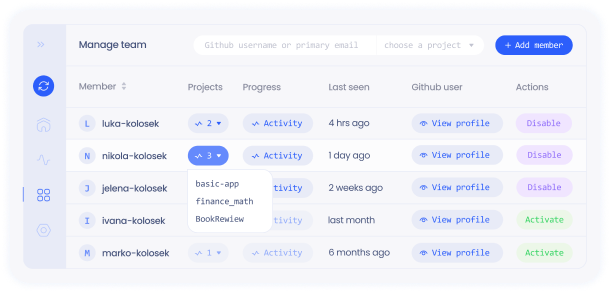 Manage team
Github username or primary email
choose a project
+ Add member
Member
Projects
Progress
Last seen
Github user
Actions
L luka-kolosek 2 Activity 4 hrs ago View profile Disable
N nikola-kolosek 3 Activity 1 day ago View profile Disable
J jelena-kolosek tivity 2 weeks ago View profile Disable
basic-app
finance_math
BookRewiew
I ivana-kolosek tivity last month View profile Activate
M marko-kolosek 1 Activity 6 months ago View profile Activate